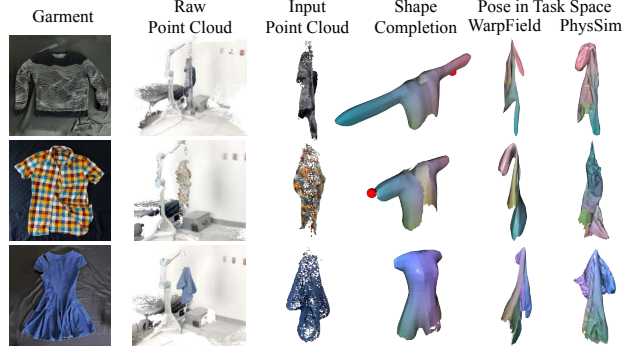 Garment
Raw
Point Cloud
Input
Point Cloud
Shape
Completion
Pose in Task Space
WarpField PhysSim